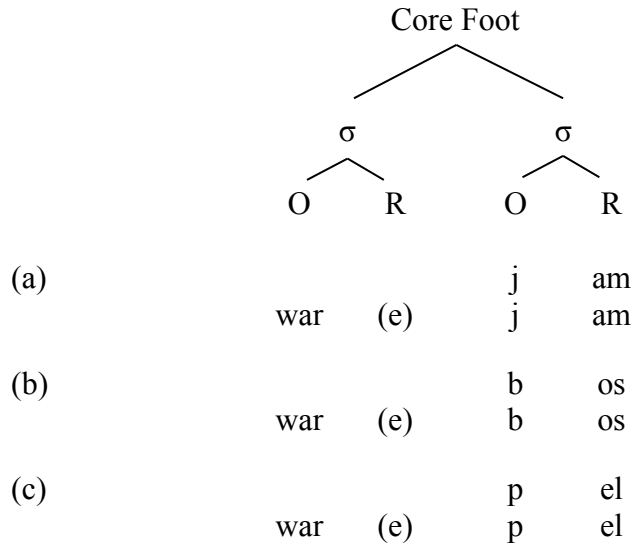 Core Foot
σ σ
O R O R
(a) j am
war (e) j am
(b) b os
war (e) b os
(c) p el
war (e) p el